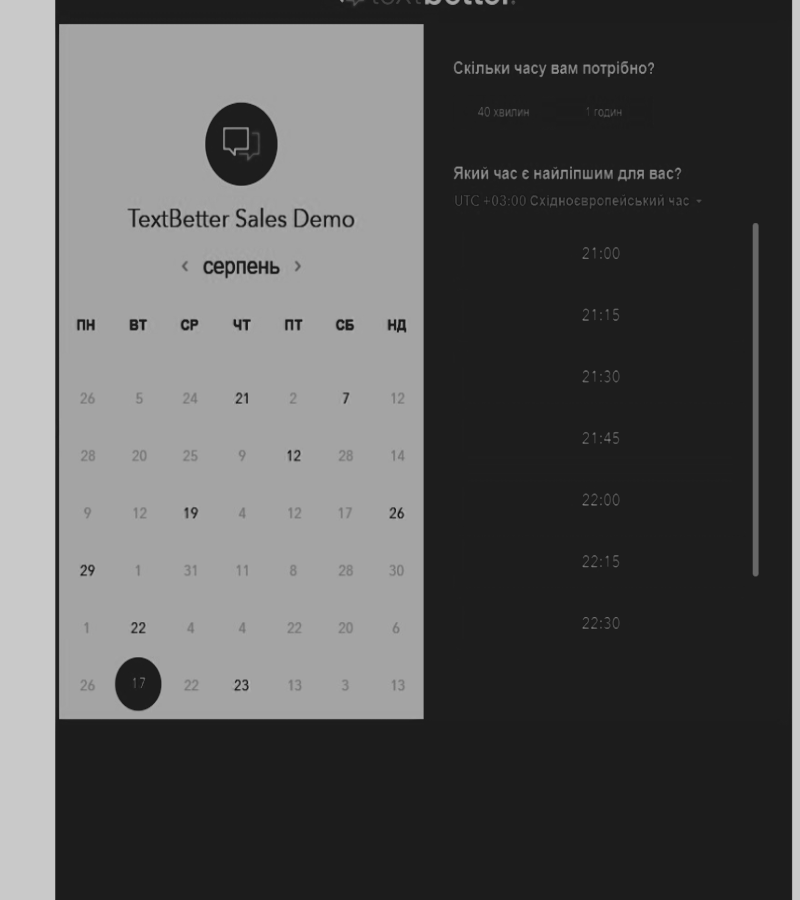 textbetter.
TextBetter Sales Demo
‹ серпень ›
ПН ВТ СР ЧТ ПТ СБ НД
26 5 24 21 2 7 12
28 20 25 9 12 28 14
9 12 19 4 12 17 26
29 1 31 11 8 28 30
1 22 4 4 22 20 6
26 17 22 23 13 3 13
Скільки часу вам потрібно?
40 хвилин 1 годин
Який час є найліпшим для вас?
UTC +03:00 Східноєвропейський час
21:00
21:15
21:30
21:45
22:00
22:15
22:30